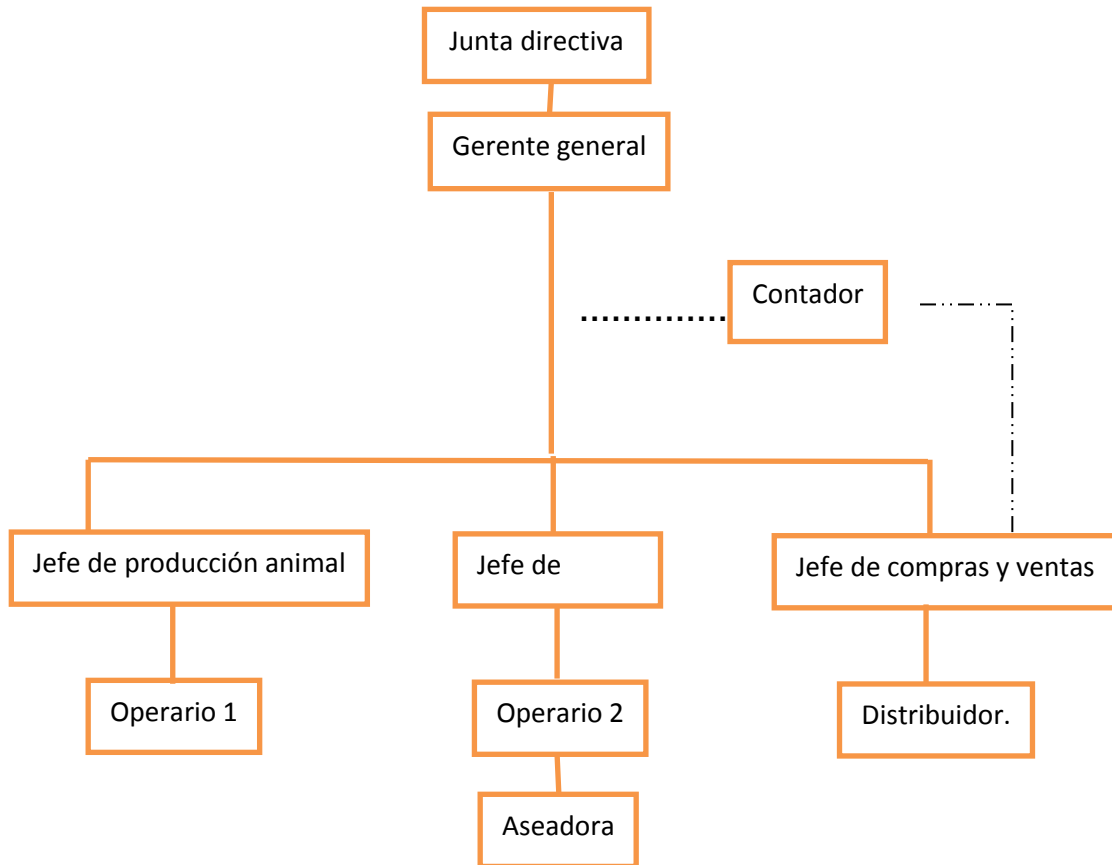 Junta directiva
Gerente general
Contador
Jefe de producción animal
Jefe de
Jefe de compras y ventas
Operario 1
Operario 2
Distribuidor.
Aseadora